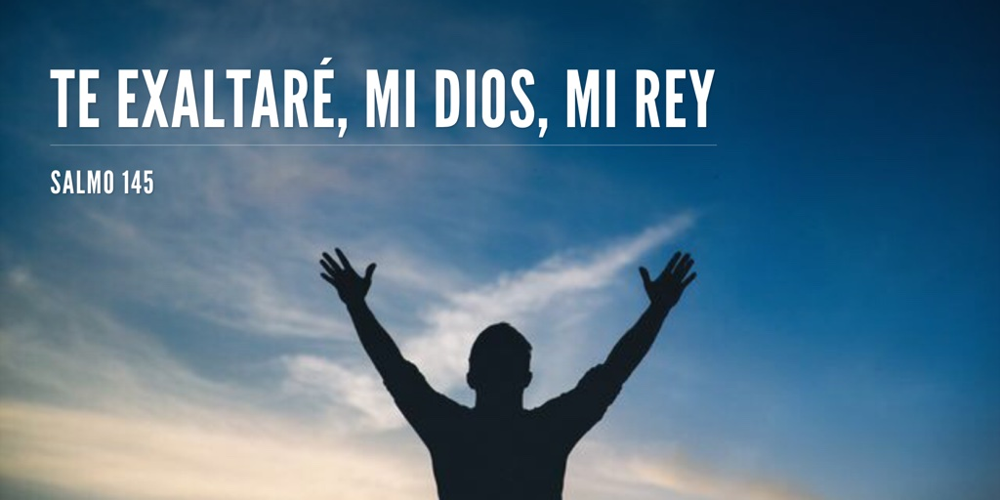 TE EXALTARÉ, MI DIOS, MI REY
SALMO 145